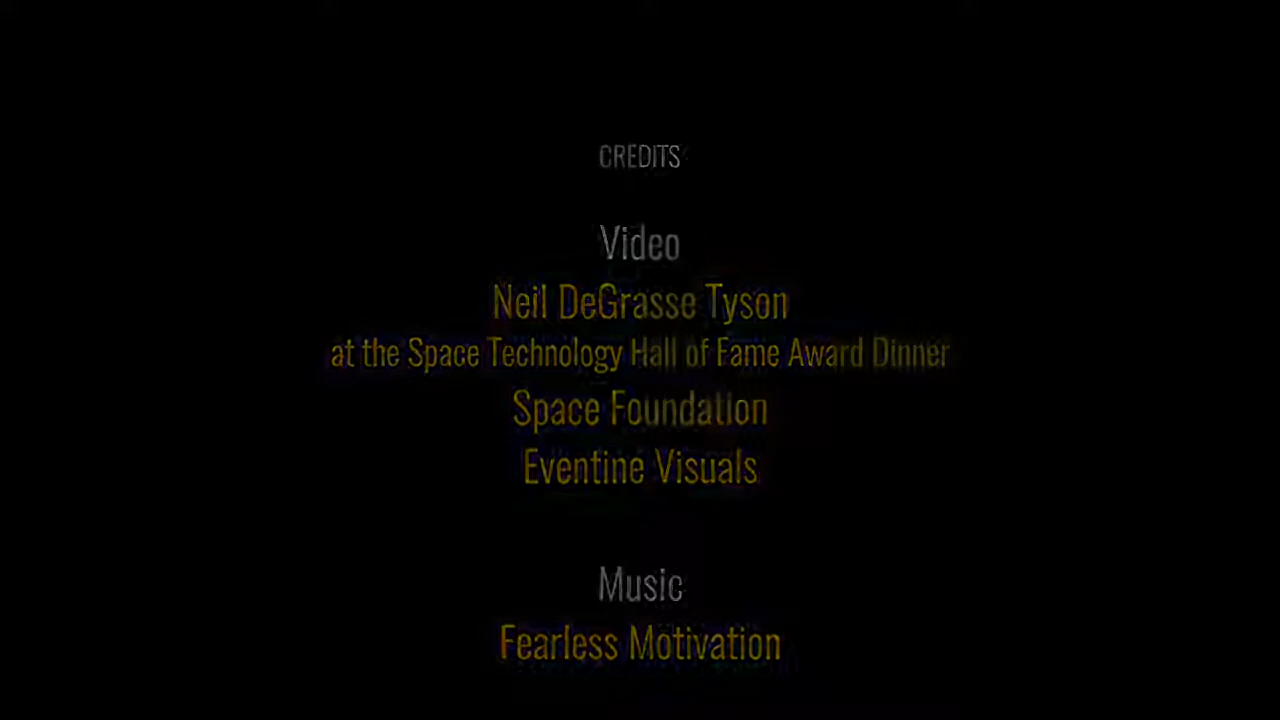 CREDITS
Video
Neil DeGrasse Tyson
at the Space Technology Hall of Fame Award Dinner
Space Foundation
Eventine Visuals
Music
Fearless Motivation